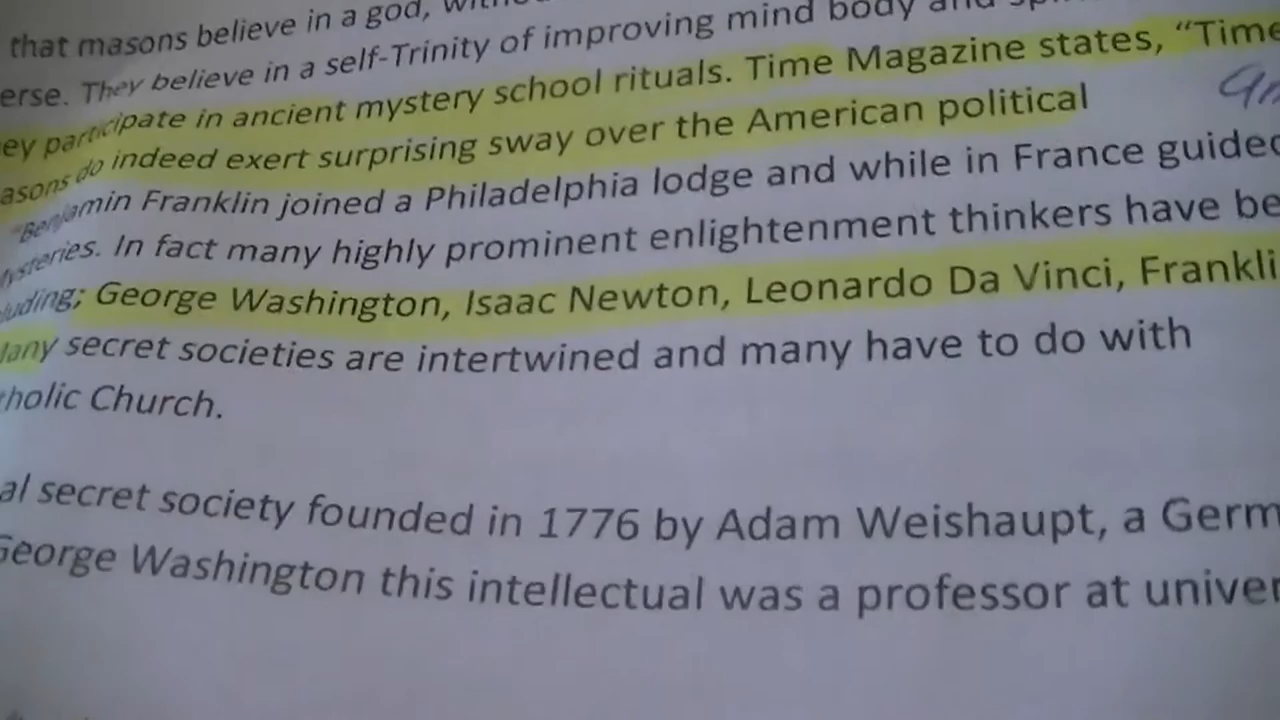 that masons believe in a god,
erse. They believe in a self-Trinity of improving mind body and
ey participate in ancient mystery school rituals. Time Magazine states, “Time
asons do indeed exert surprising sway over the American political
“Benjamin Franklin joined a Philadelphia lodge and while in France guided
Mysteries. In fact many highly prominent enlightenment thinkers have be
luding; George Washington, Isaac Newton, Leonardo Da Vinci, Frankli
Many secret societies are intertwined and many have to do with
tholic Church.
al secret society founded in 1776 by Adam Weishaupt, a Germ
George Washington this intellectual was a professor at univer